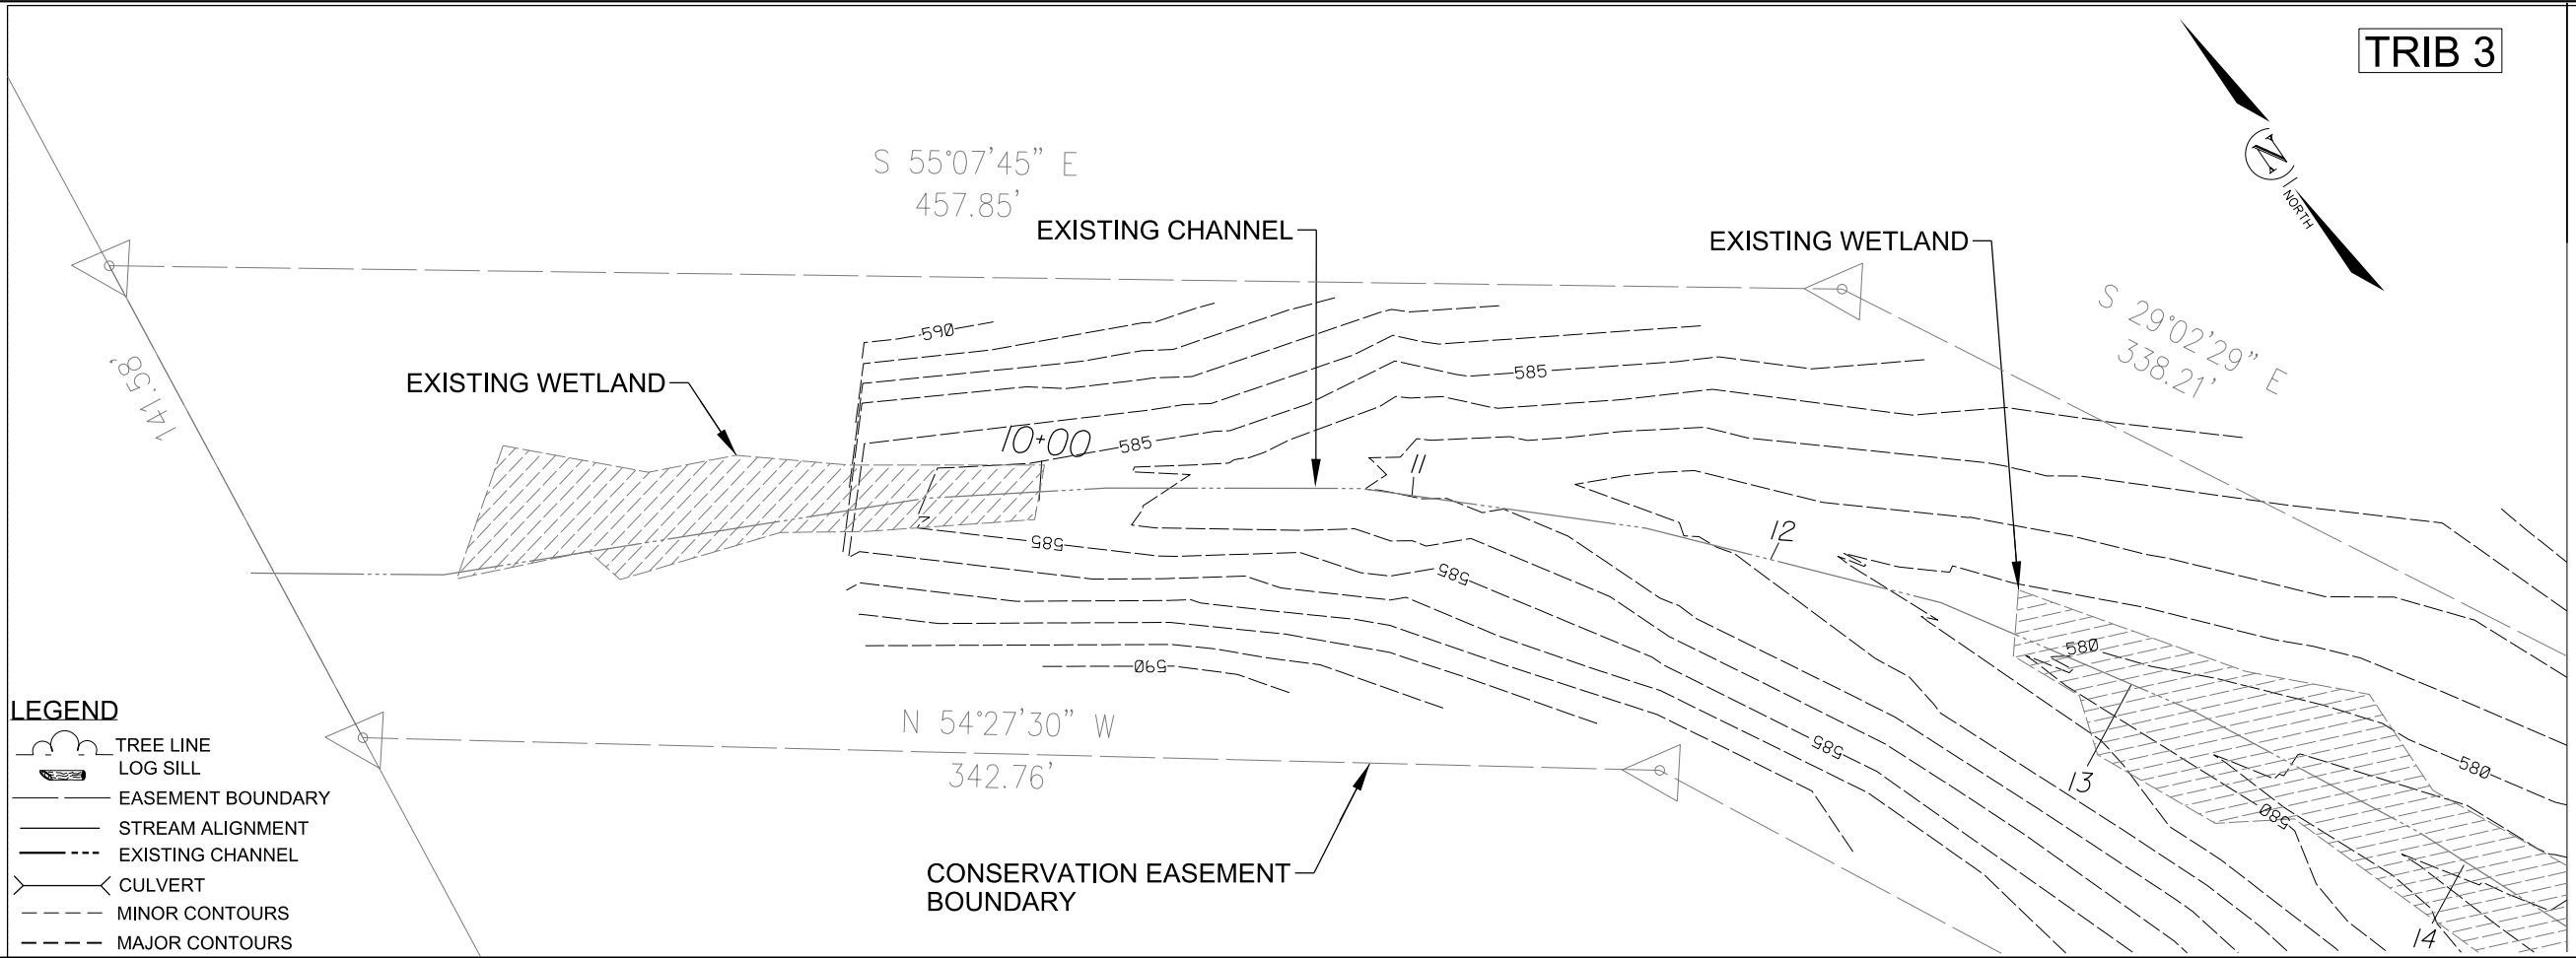 TRIB 3
N
NORTH
S 55°07'45" E
457.85'
EXISTING CHANNEL
EXISTING WETLAND
S 29°02'29" E
338.21'
141.58'
590
585
EXISTING WETLAND
10+00
585
11
12
585
585
580
590
N 54°27'30" W
342.76'
585
13
580
580
14
CONSERVATION EASEMENT
BOUNDARY
LEGEND
TREE LINE
LOG SILL
EASEMENT BOUNDARY
STREAM ALIGNMENT
EXISTING CHANNEL
CULVERT
MINOR CONTOURS
MAJOR CONTOURS